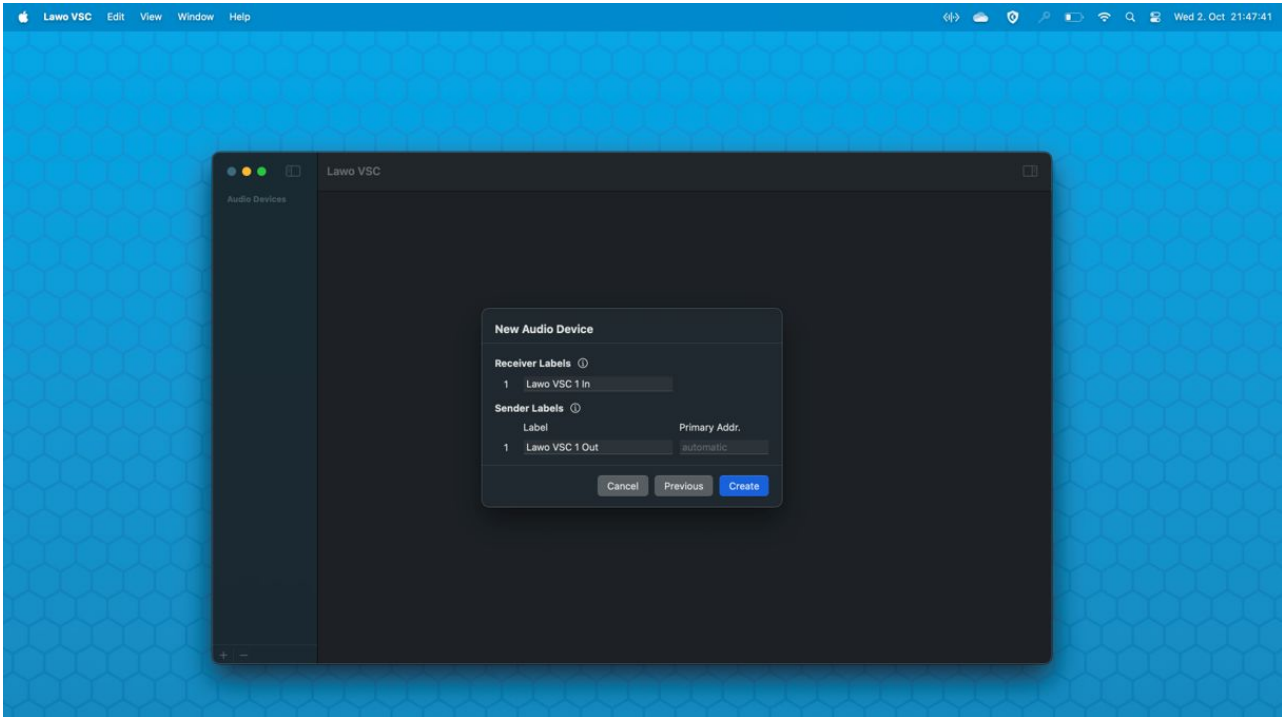 Lawo VSC Edit View Window Help Wed 2. Oct 21:47:41
Lawo VSC
Audio Devices
New Audio Device
Receiver Labels
1 Lawo VSC 1 In
Sender Labels
Label Primary Addr.
1 Lawo VSC 1 Out automatic
Cancel Previous Create